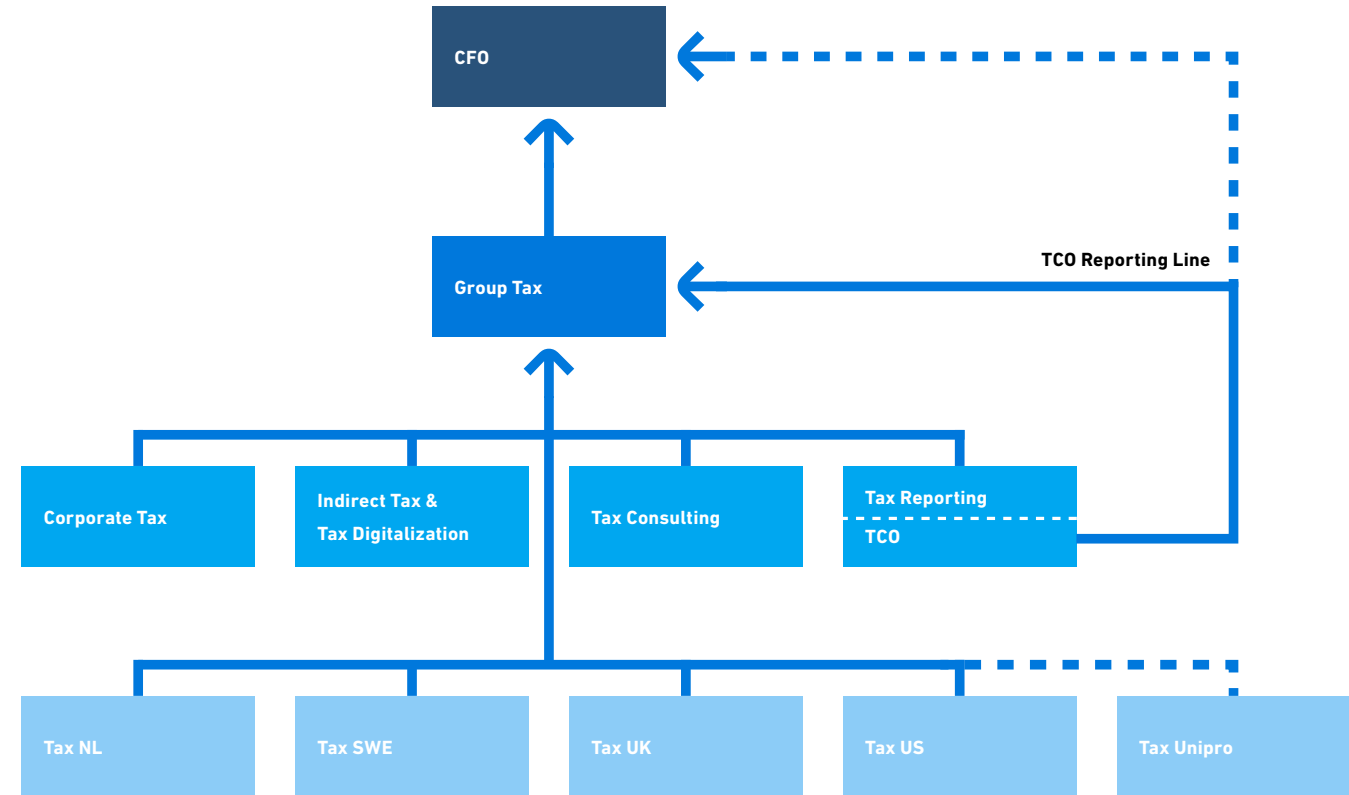 CFO
TCO Reporting Line
Group Tax
Corporate Tax
Indirect Tax &
Tax Digitalization
Tax Consulting
Tax Reporting
TCO
Tax NL
Tax SWE
Tax UK
Tax US
Tax Unipro